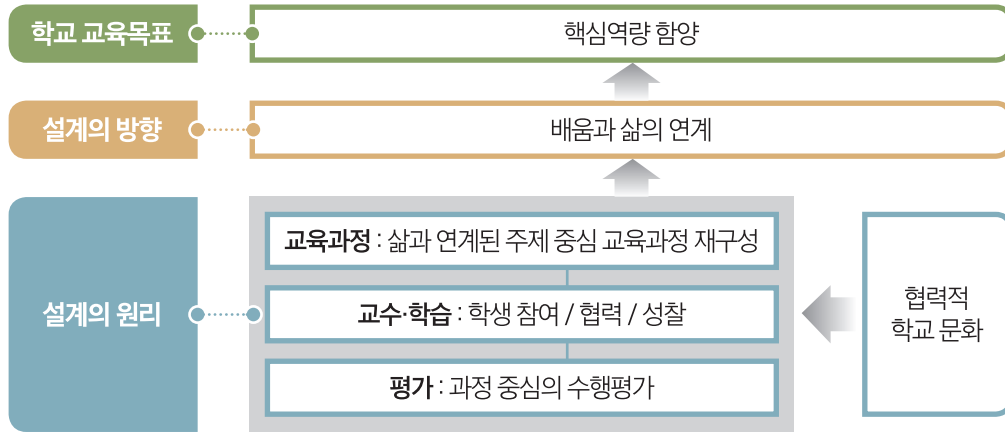 학교 교육목표
핵심역량 함양
설계의 방향
배움과 삶의 연계
설계의 원리
교육과정 : 삶과 연계된 주제 중심 교육과정 재구성
교수·학습 : 학생 참여 / 협력 / 성찰
평가 : 과정 중심의 수행평가
협력적
학교 문화